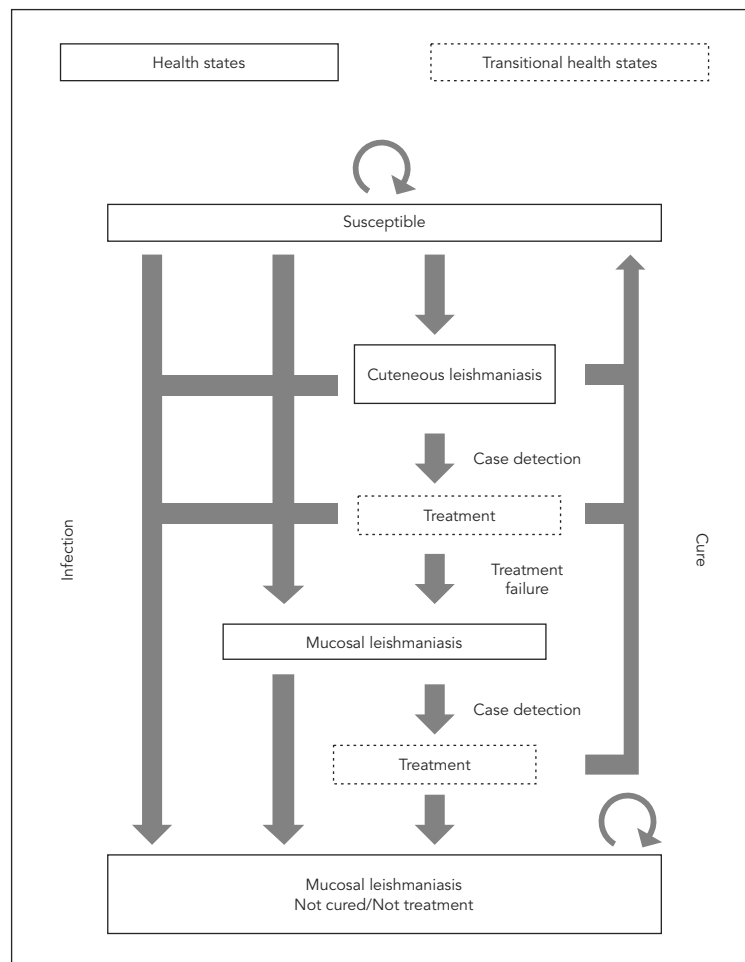 Health states
Transitional health states
Susceptible
Cuteneous leishmaniasis
Case detection
Treatment
Infection
Cure
Treatment
failure
Mucosal leishmaniasis
Case detection
Treatment
Mucosal leishmaniasis
Not cured/Not treatment